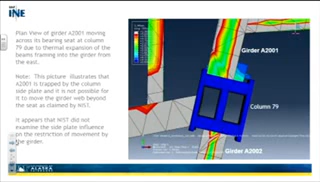 INE
Plan View of girder A2001 moving
across its bearing seat at column
79 due to thermal expansion of the
beams framing into the girder from
the east.
Note: This picture illustrates that
A2001 is trapped by the column
side plate and it is not possible for
it to move the girder web beyond
the seat as claimed by NIST.
It appears that NIST did not
examine the side plate influence
on the restriction of movement by
the girder.
Girder A2001
Column 79
Girder A2002